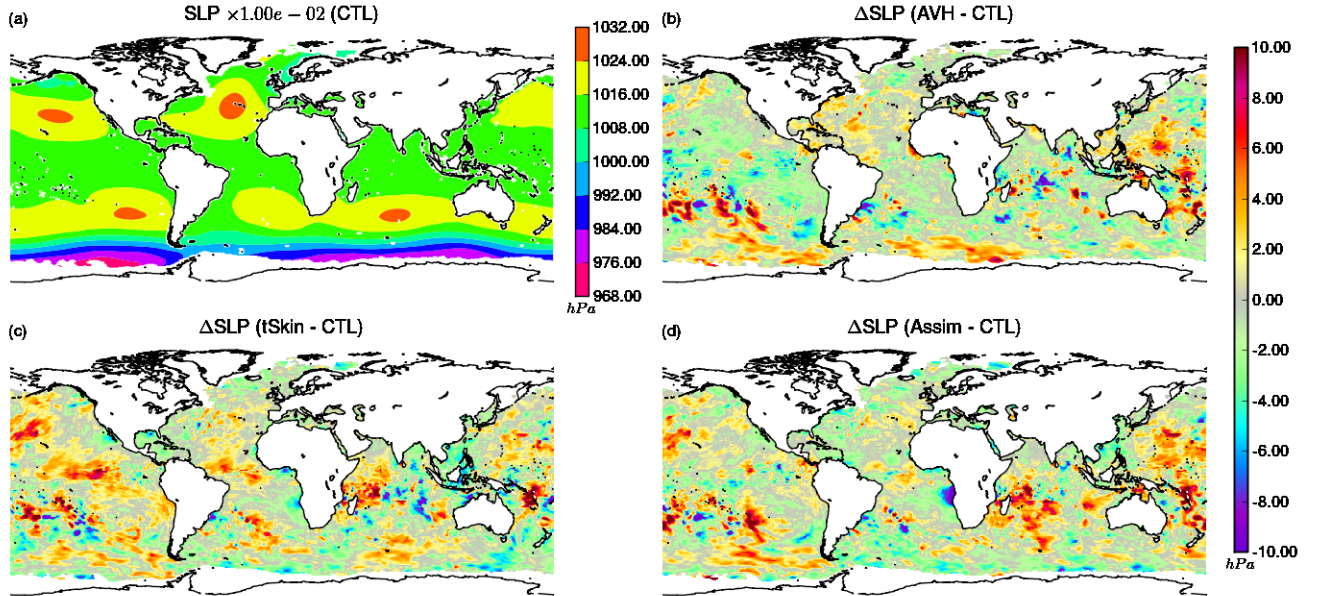 (a)
SLP ×1.00e − 02 (CTL)
1032.00
1024.00
1016.00
1008.00
1000.00
992.00
984.00
976.00
968.00
hPa
(b)
ΔSLP (AVH - CTL)
10.00
8.00
6.00
4.00
2.00
0.00
-2.00
-4.00
-6.00
-8.00
-10.00
hPa
(c)
ΔSLP (tSkin - CTL)
(d)
ΔSLP (Assim - CTL)